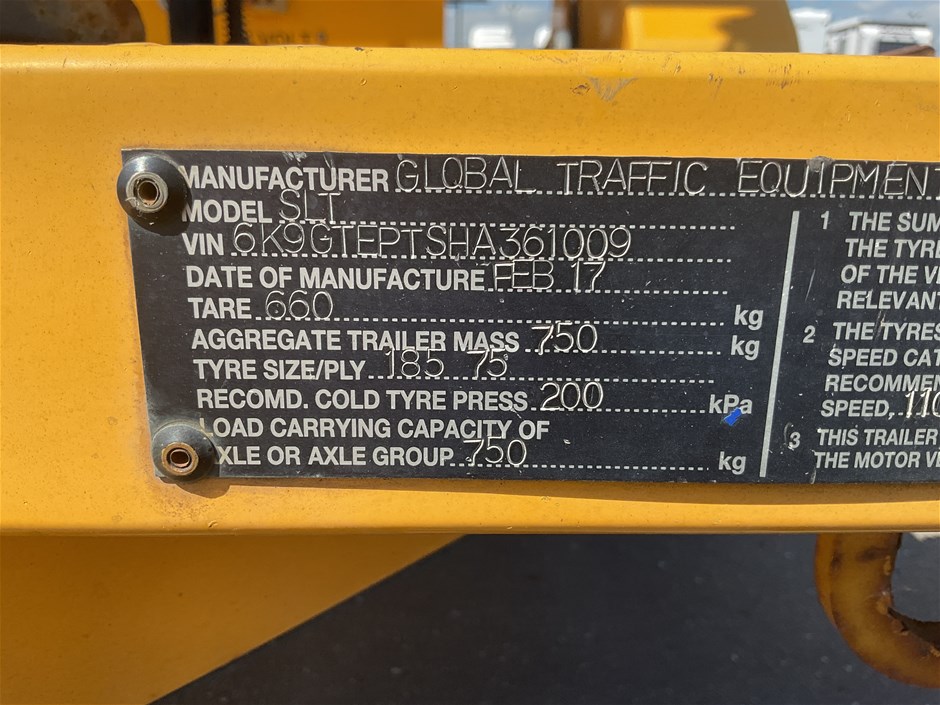 MANUFACTURER GLOBAL TRAFFIC EQUIPMENT
MODEL SLT
VIN 6K9GTEPTSHA361009
DATE OF MANUFACTURE FEB 17
TARE 660 kg
AGGREGATE TRAILER MASS 750 kg
TYRE SIZE/PLY 185 75
RECOMD. COLD TYRE PRESS 200 kPa
LOAD CARRYING CAPACITY OF
AXLE OR AXLE GROUP 750 kg
1 THE SUM
THE TYRE
OF THE V
RELEVANT
2 THE TYRES
SPEED CAT
RECOMMEN
SPEED, 110
3 THIS TRAILER
THE MOTOR VE